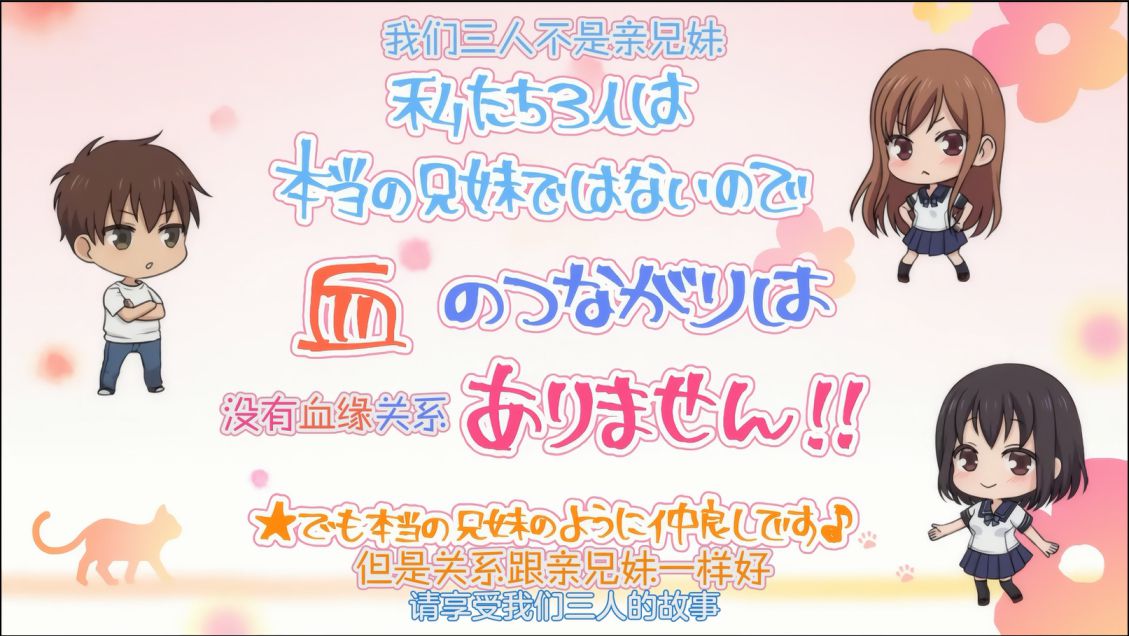 我们三人不是亲兄妹
私たち3人は
本当の兄妹ではないので
血のつながりは
没有血缘关系
ありません!!
★でも本当の兄妹のように仲良しです♪
但是关系跟亲兄妹一样好
请享受我们三人的故事